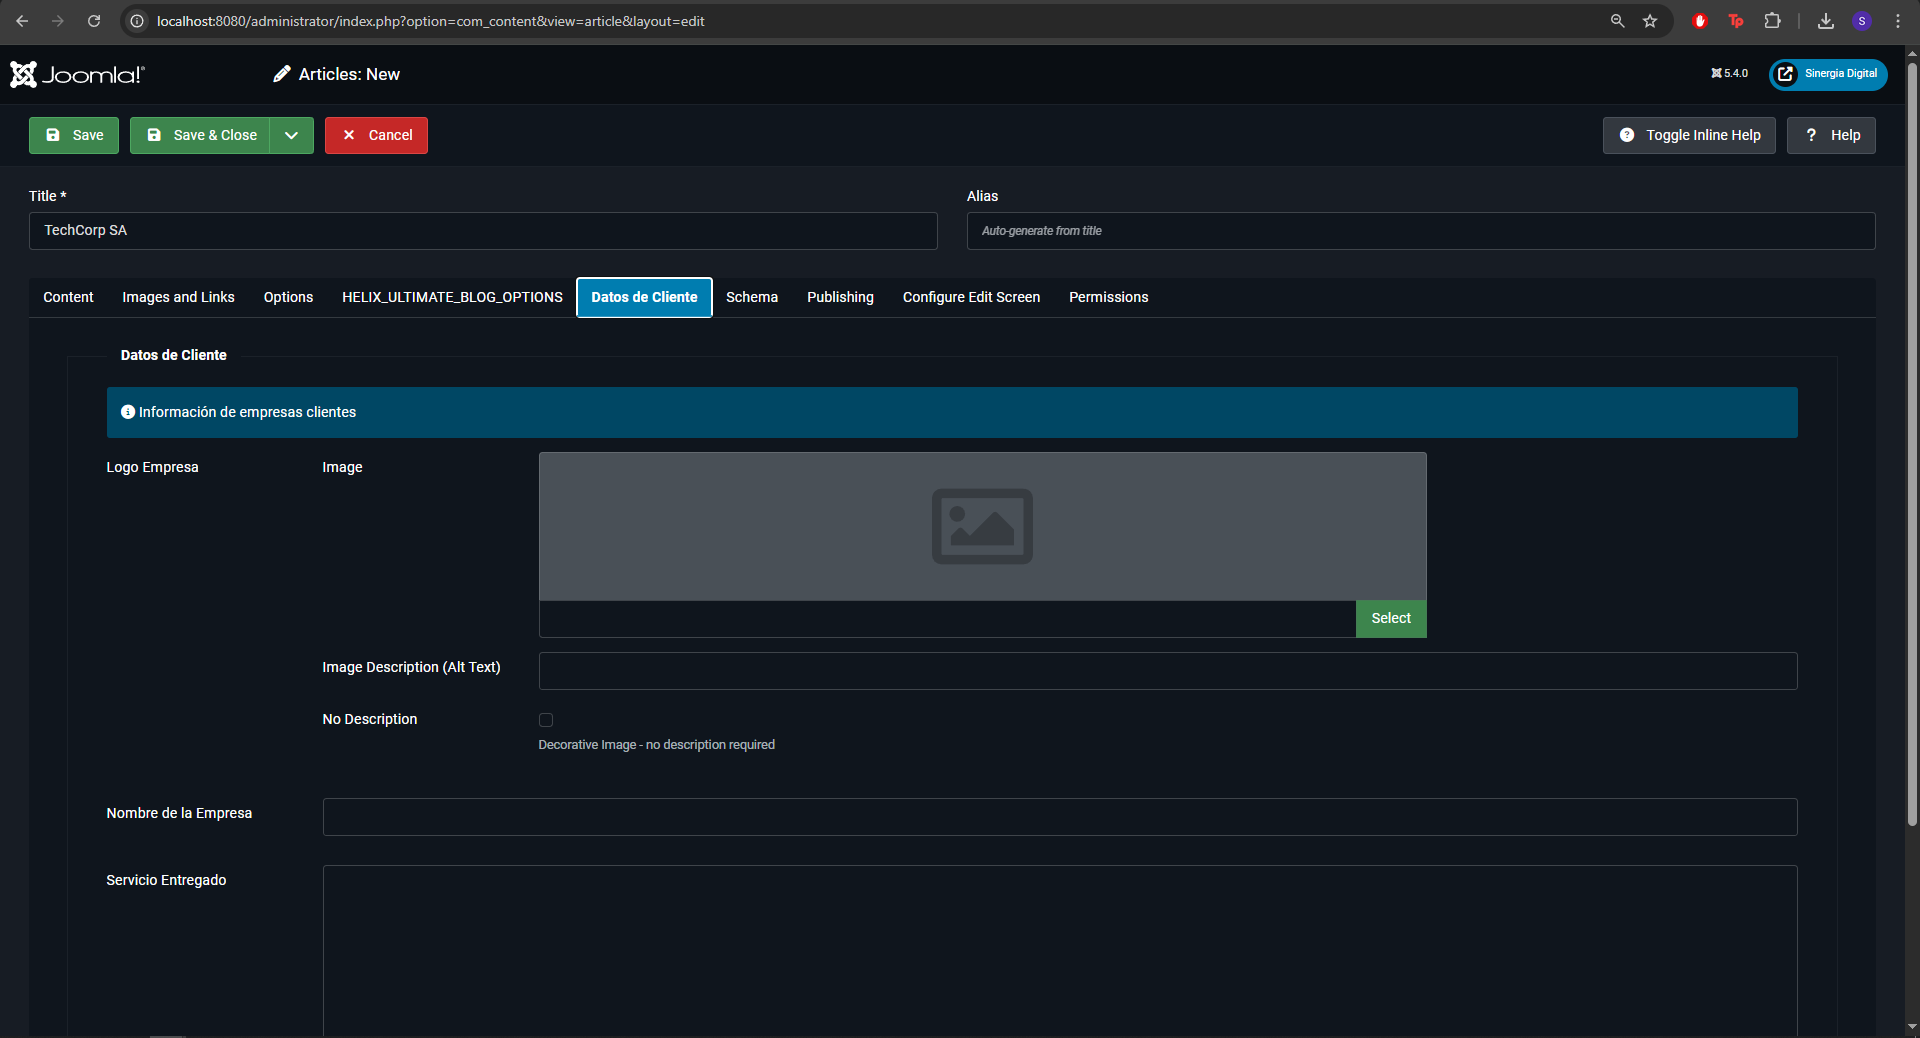 localhost:8080/administrator/index.php?option=com_content&view=article&layout=edit
Tp
S
Joomla!
Articles: New
5.4.0
Sinergia Digital
Save
Save & Close
Cancel
Toggle Inline Help
? Help
Title *
Alias
TechCorp SA
Auto-generate from title
Content
Images and Links
Options
HELIX_ULTIMATE_BLOG_OPTIONS
Datos de Cliente
Schema
Publishing
Configure Edit Screen
Permissions
Datos de Cliente
Información de empresas clientes
Logo Empresa
Image
Select
Image Description (Alt Text)
No Description
Decorative Image - no description required
Nombre de la Empresa
Servicio Entregado